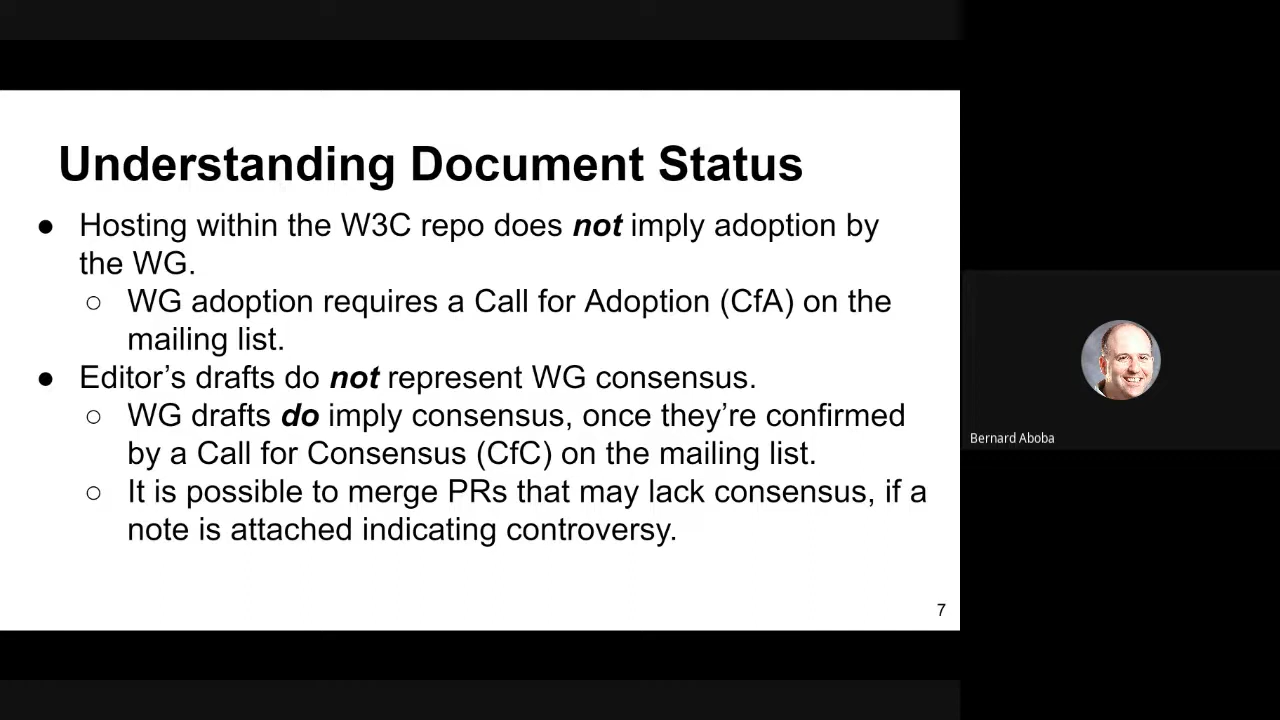 Understanding Document Status
● Hosting within the W3C repo does not imply adoption by
the WG.
○ WG adoption requires a Call for Adoption (CfA) on the
mailing list.
● Editor’s drafts do not represent WG consensus.
○ WG drafts do imply consensus, once they’re confirmed
by a Call for Consensus (CfC) on the mailing list.
○ It is possible to merge PRs that may lack consensus, if a
note is attached indicating controversy.
7
Bernard Aboba